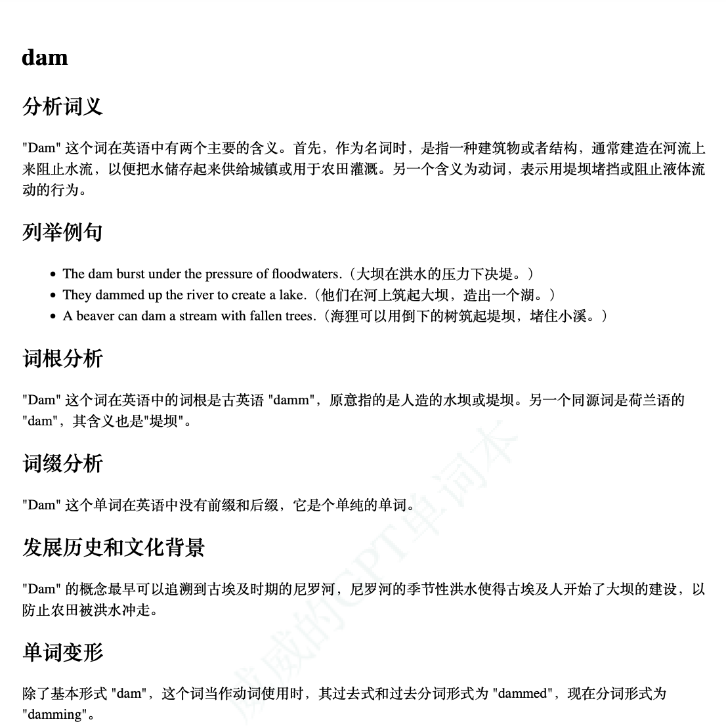 dam
分析词义
"Dam" 这个词在英语中有两个主要的含义。首先，作为名词时，是指一种建筑物或者结构，通常建造在河流上
来阻止水流，以便把水储存起来供给城镇或用于农田灌溉。另一个含义为动词，表示用堤坝堵挡或阻止液体流
动的行为。
列举例句
• The dam burst under the pressure of floodwaters.（大坝在洪水的压力下决堤。）
• They dammed up the river to create a lake.（他们在河上筑起大坝，造出一个湖。）
• A beaver can dam a stream with fallen trees.（海狸可以用倒下的树筑起堤坝，堵住小溪。）
词根分析
"Dam" 这个词在英语中的词根是古英语 "damm"，原意指的是人造的水坝或堤坝。另一个同源词是荷兰语的
"dam"，其含义也是"堤坝"。
词缀分析
"Dam" 这个单词在英语中没有前缀和后缀，它是个单纯的单词。
发展历史和文化背景
"Dam" 的概念最早可以追溯到古埃及时期的尼罗河，尼罗河的季节性洪水使得古埃及人开始了大坝的建设，以
防止农田被洪水冲走。
单词变形
除了基本形式 "dam"，这个词当作动词使用时，其过去式和过去分词形式为 "dammed"，现在分词形式为
"damming"。
威威的GPT单词本